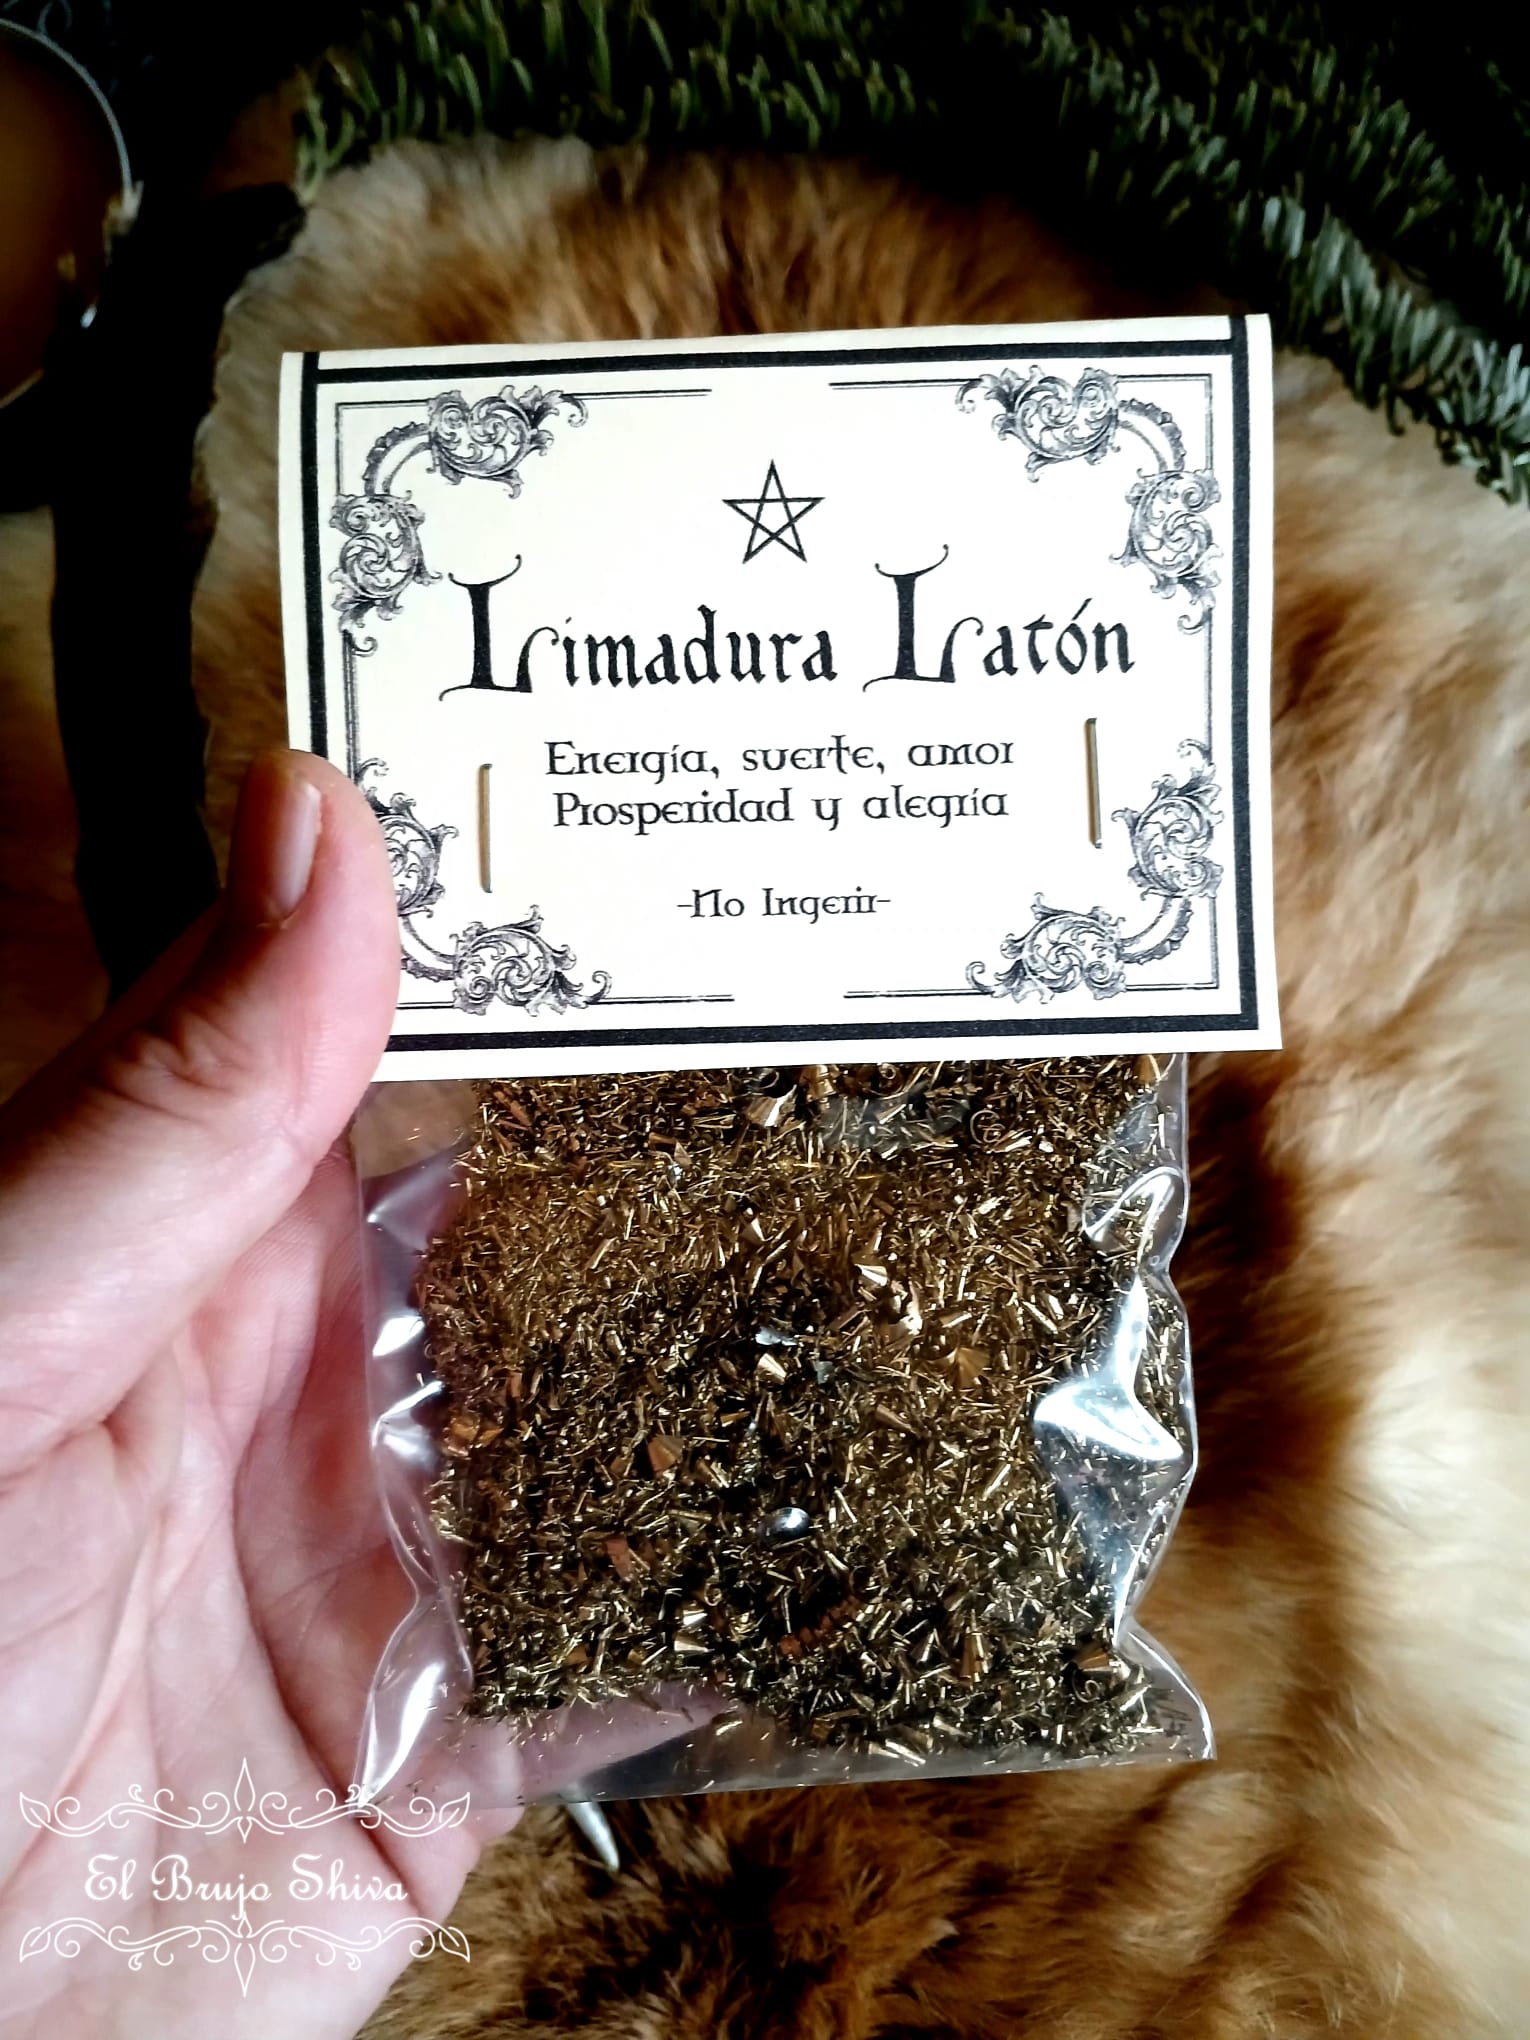 Limadura Latón
Energía, suerte, amor
Prosperidad y alegría
-No Ingerir-
El Brujo Shiva